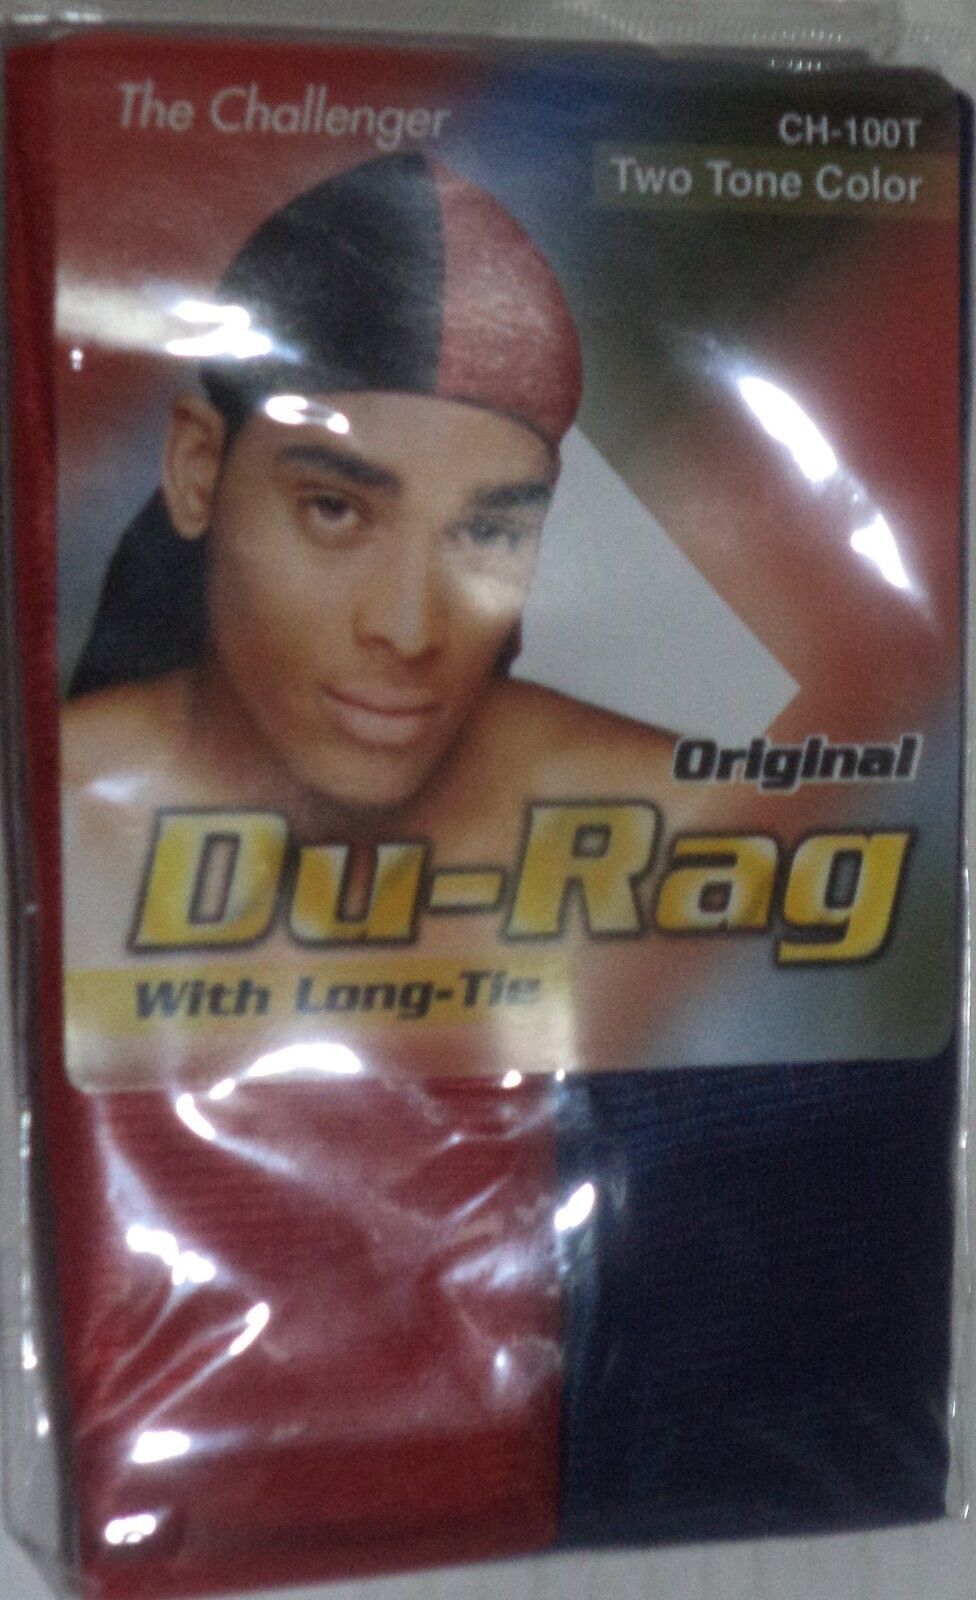 The Challenger
CH-100T
Two Tone Color
Original
Du-Rag
With Long-Tie